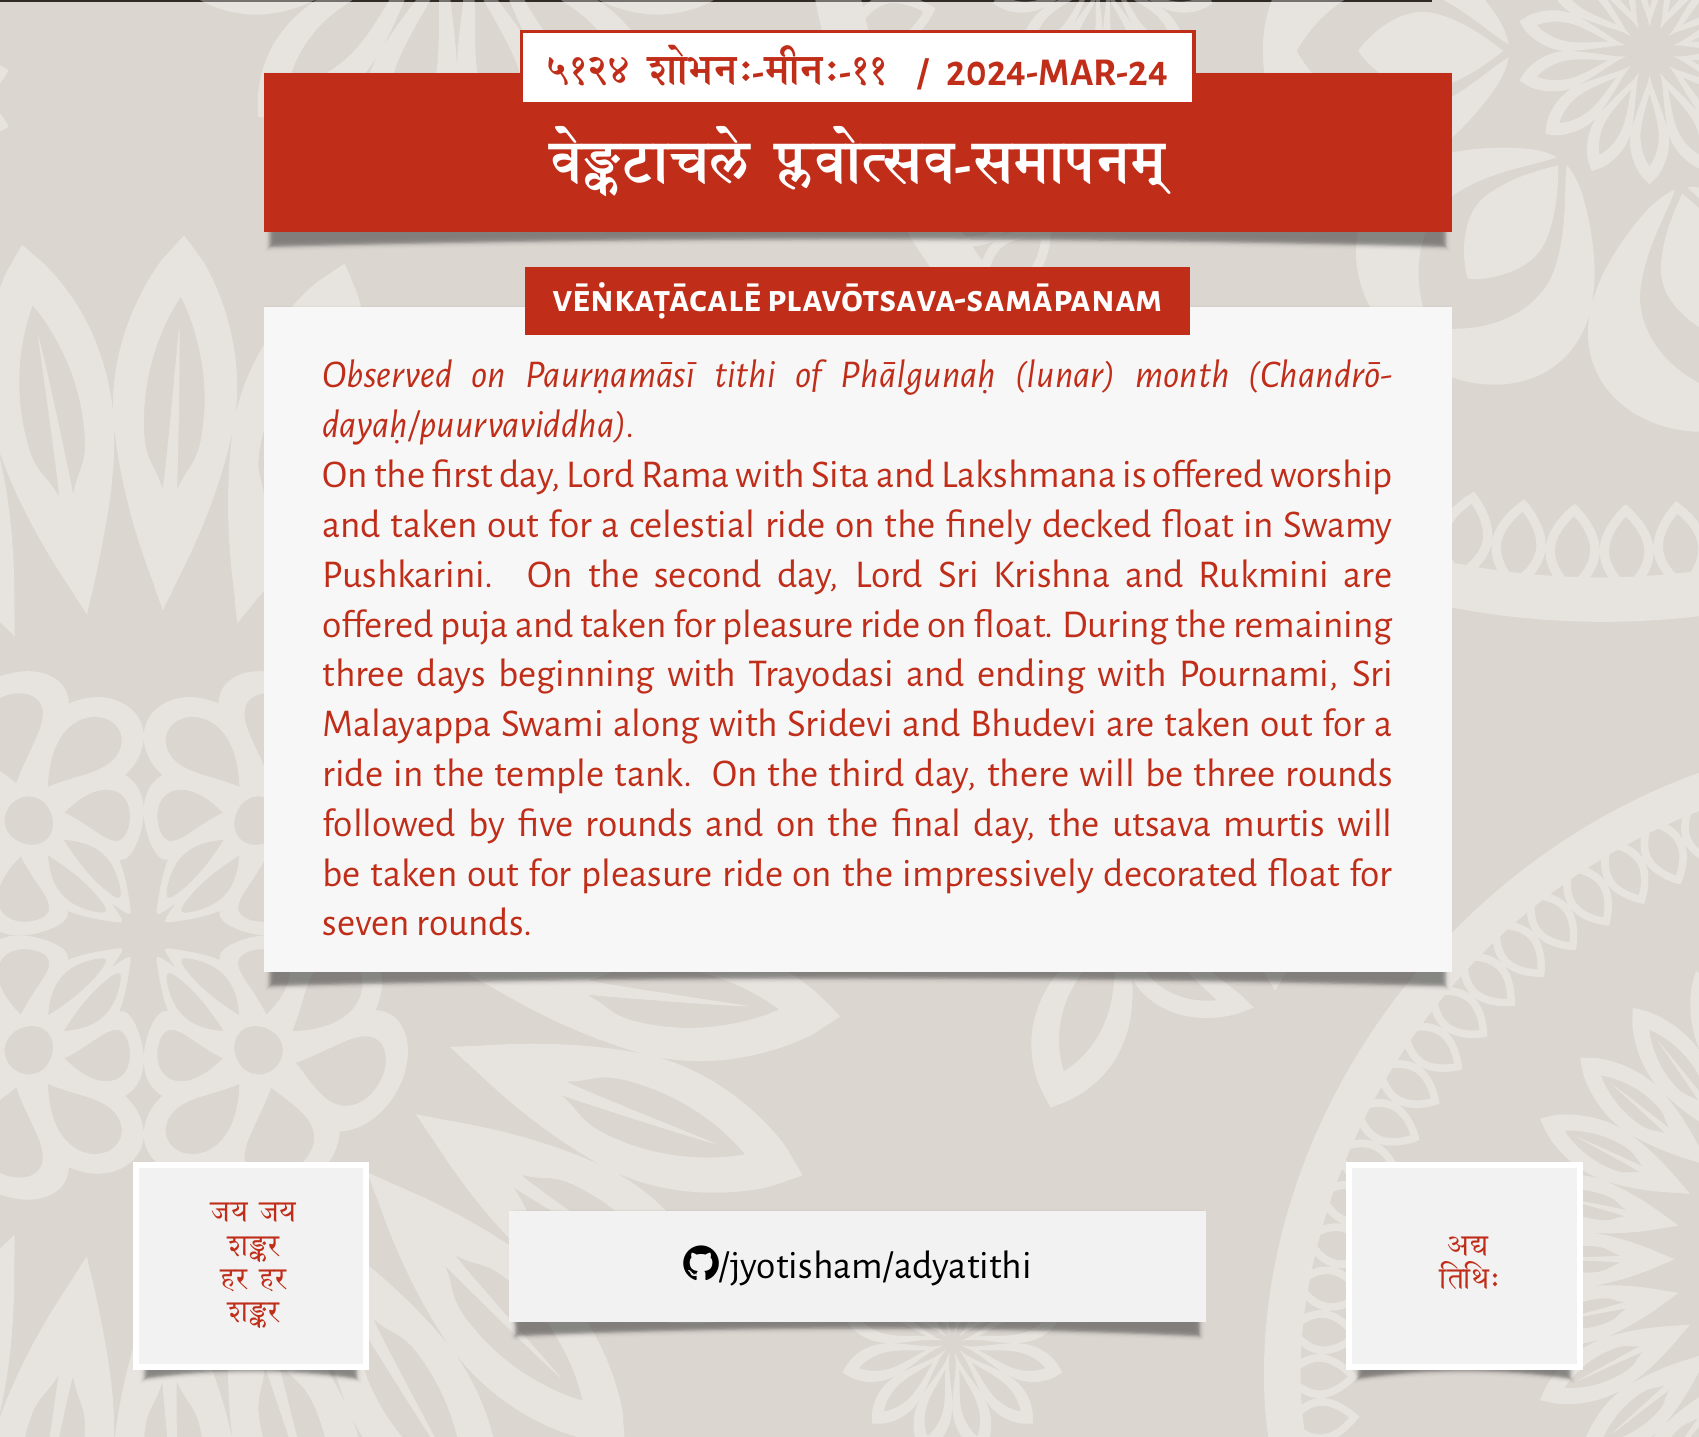 ५१२४ शोभनः-मीनः-११ / 2024-MAR-24
वेङ्कटाचले प्लवोत्सव-समापनम्
VĒṄKAṬĀCALĒ PLAVŌTSAVA-SAMĀPANAM
Observed on Paurṇamāsī tithi of Phālgunaḥ (lunar) month (Chandrō-
dayaḥ/puurvaviddha).
On the first day, Lord Rama with Sita and Lakshmana is offered worship
and taken out for a celestial ride on the finely decked float in Swamy
Pushkarini. On the second day, Lord Sri Krishna and Rukmini are
offered puja and taken for pleasure ride on float. During the remaining
three days beginning with Trayodasi and ending with Pournami, Sri
Malayappa Swami along with Sridevi and Bhudevi are taken out for a
ride in the temple tank. On the third day, there will be three rounds
followed by five rounds and on the final day, the utsava murtis will
be taken out for pleasure ride on the impressively decorated float for
seven rounds.
जय जय
शङ्कर
हर हर
शङ्कर
/jyotisham/adyatithi
अद्य
तिथिः